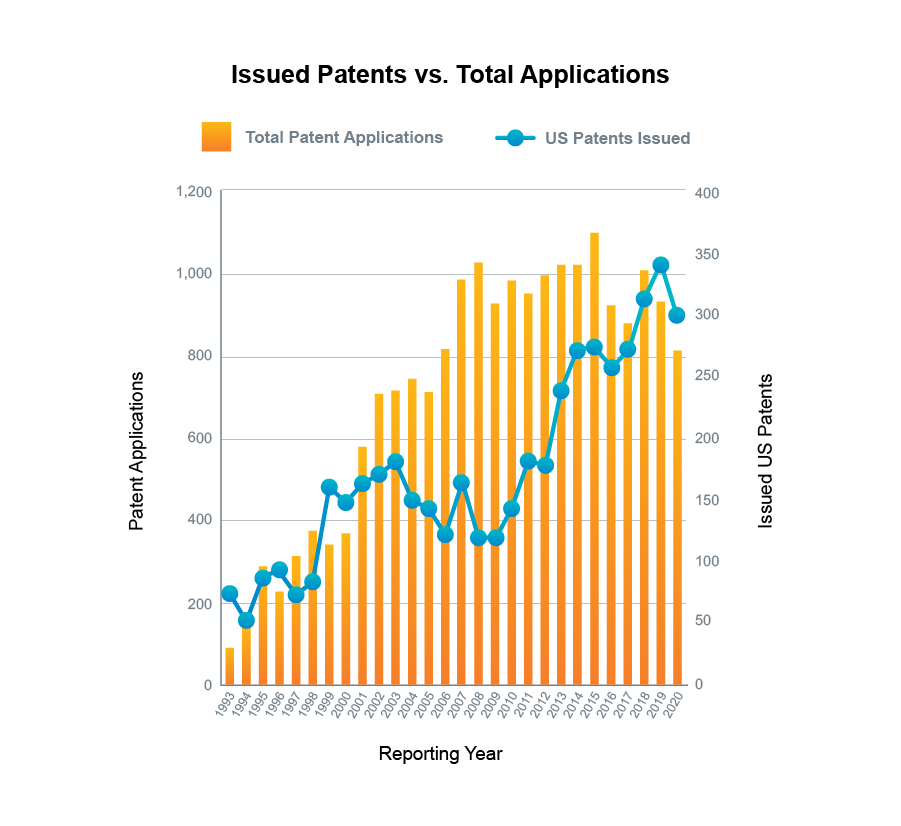 Issued Patents vs. Total Applications
Total Patent Applications
US Patents Issued
1,200
1,000
800
600
400
200
0
400
350
300
250
200
150
100
50
0
Patent Applications
Issued US Patents
1993 1994 1995 1996 1997 1998 1999 2000 2001 2002 2003 2004 2005 2006 2007 2008 2009 2010 2011 2012 2013 2014 2015 2016 2017 2018 2019 2020
Reporting Year